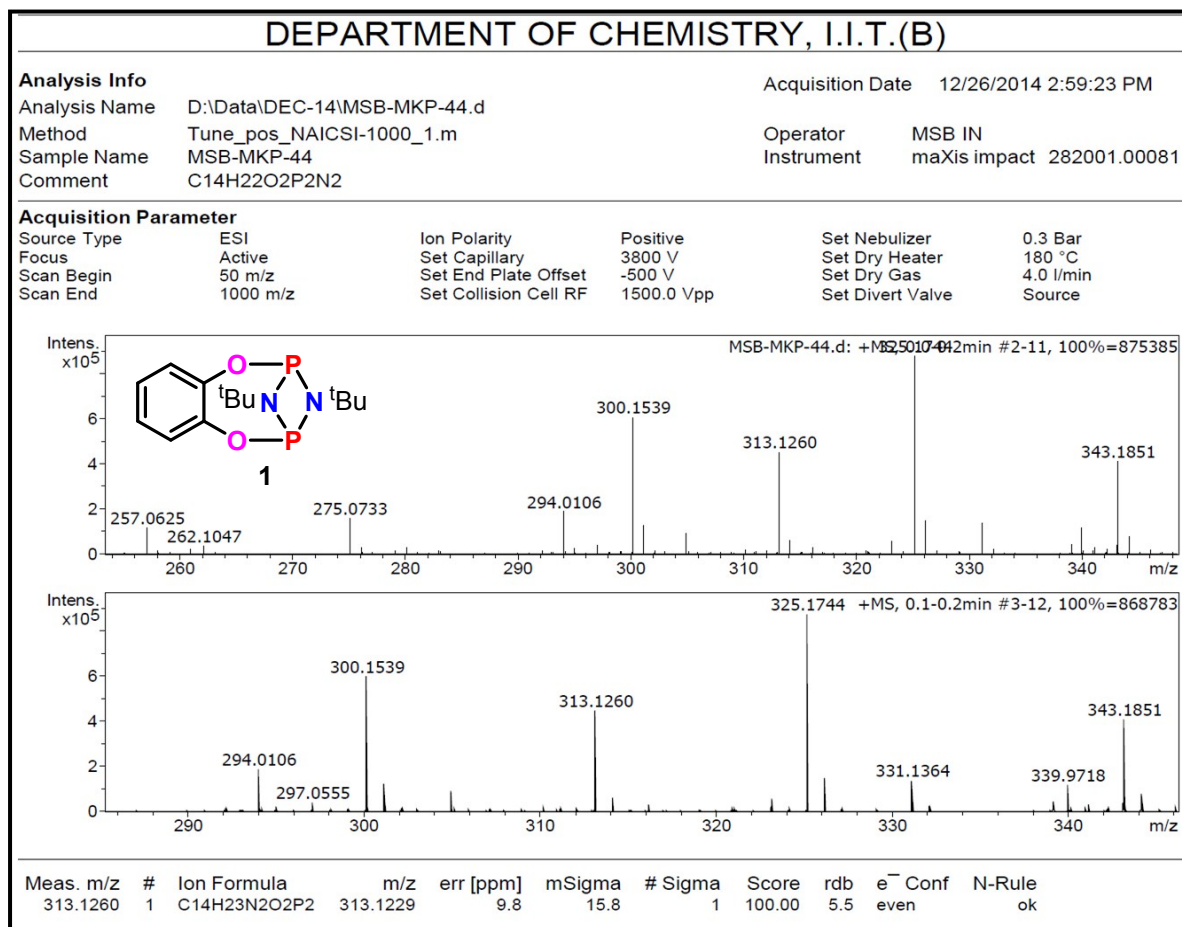 DEPARTMENT OF CHEMISTRY, I.I.T.(B)
Analysis Info
Acquisition Date 12/26/2014 2:59:23 PM
Analysis Name D:\Data\DEC-14\MSB-MKP-44.d
Method Tune_pos_NAICSI-1000_1.m Operator MSB IN
Sample Name MSB-MKP-44 Instrument maXis impact 282001.00081
Comment C14H22O2P2N2
Acquisition Parameter
Source Type ESI Ion Polarity Positive Set Nebulizer 0.3 Bar
Focus Active Set Capillary 3800 V Set Dry Heater 180 °C
Scan Begin 50 m/z Set End Plate Offset -500 V Set Dry Gas 4.0 l/min
Scan End 1000 m/z Set Collision Cell RF 1500.0 Vpp Set Divert Valve Source
Intens.
x10⁵
MSB-MKP-44.d: +MS, 2min #2-11, 100%=875385
325.1744
O P
ᵗBu N N ᵗBu
O P
1
6
4
2
0
257.0625
262.1047
275.0733
294.0106
300.1539
313.1260
343.1851
260 270 280 290 300 310 320 330 340 m/z
Intens.
x10⁵
325.1744 +MS, 0.1-0.2min #3-12, 100%=868783
6
4
2
0
294.0106
297.0555
300.1539
313.1260
331.1364
339.9718
343.1851
290 300 310 320 330 340 m/z
Meas. m/z # Ion Formula m/z err [ppm] mSigma # Sigma Score rdb e⁻ Conf N-Rule
313.1260 1 C14H23N2O2P2 313.1229 9.8 15.8 1 100.00 5.5 even ok